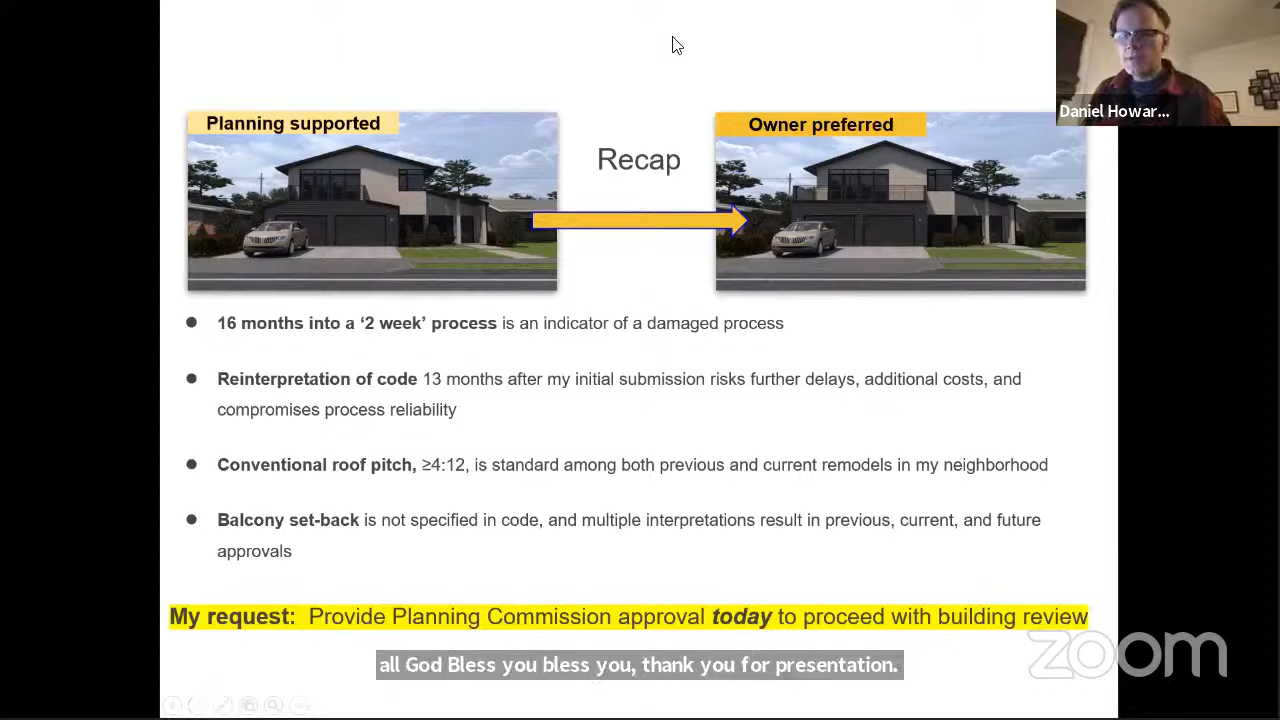 Planning supported
Recap
Owner preferred
Daniel Howar...
● 16 months into a ‘2 week’ process is an indicator of a damaged process
● Reinterpretation of code 13 months after my initial submission risks further delays, additional costs, and
compromises process reliability
● Conventional roof pitch, ≥4:12, is standard among both previous and current remodels in my neighborhood
● Balcony set-back is not specified in code, and multiple interpretations result in previous, current, and future
approvals
My request: Provide Planning Commission approval today to proceed with building review
all God Bless you bless you, thank you for presentation.
zoom